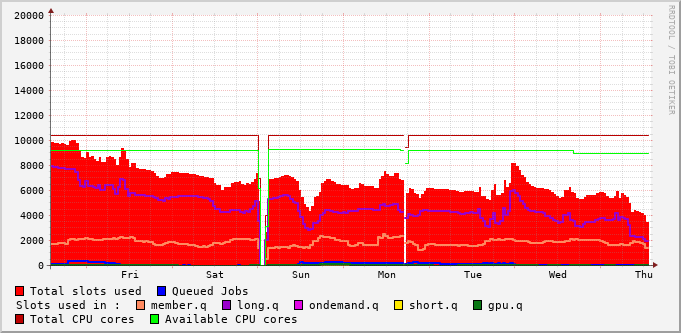 20000
18000
16000
14000
12000
10000
8000
6000
4000
2000
0
Fri Sat Sun Mon Tue Wed Thu
RRDTOOL / TOBI OETIKER
Total slots used Queued Jobs
Slots used in : member.q long.q ondemand.q short.q gpu.q
Total CPU cores Available CPU cores